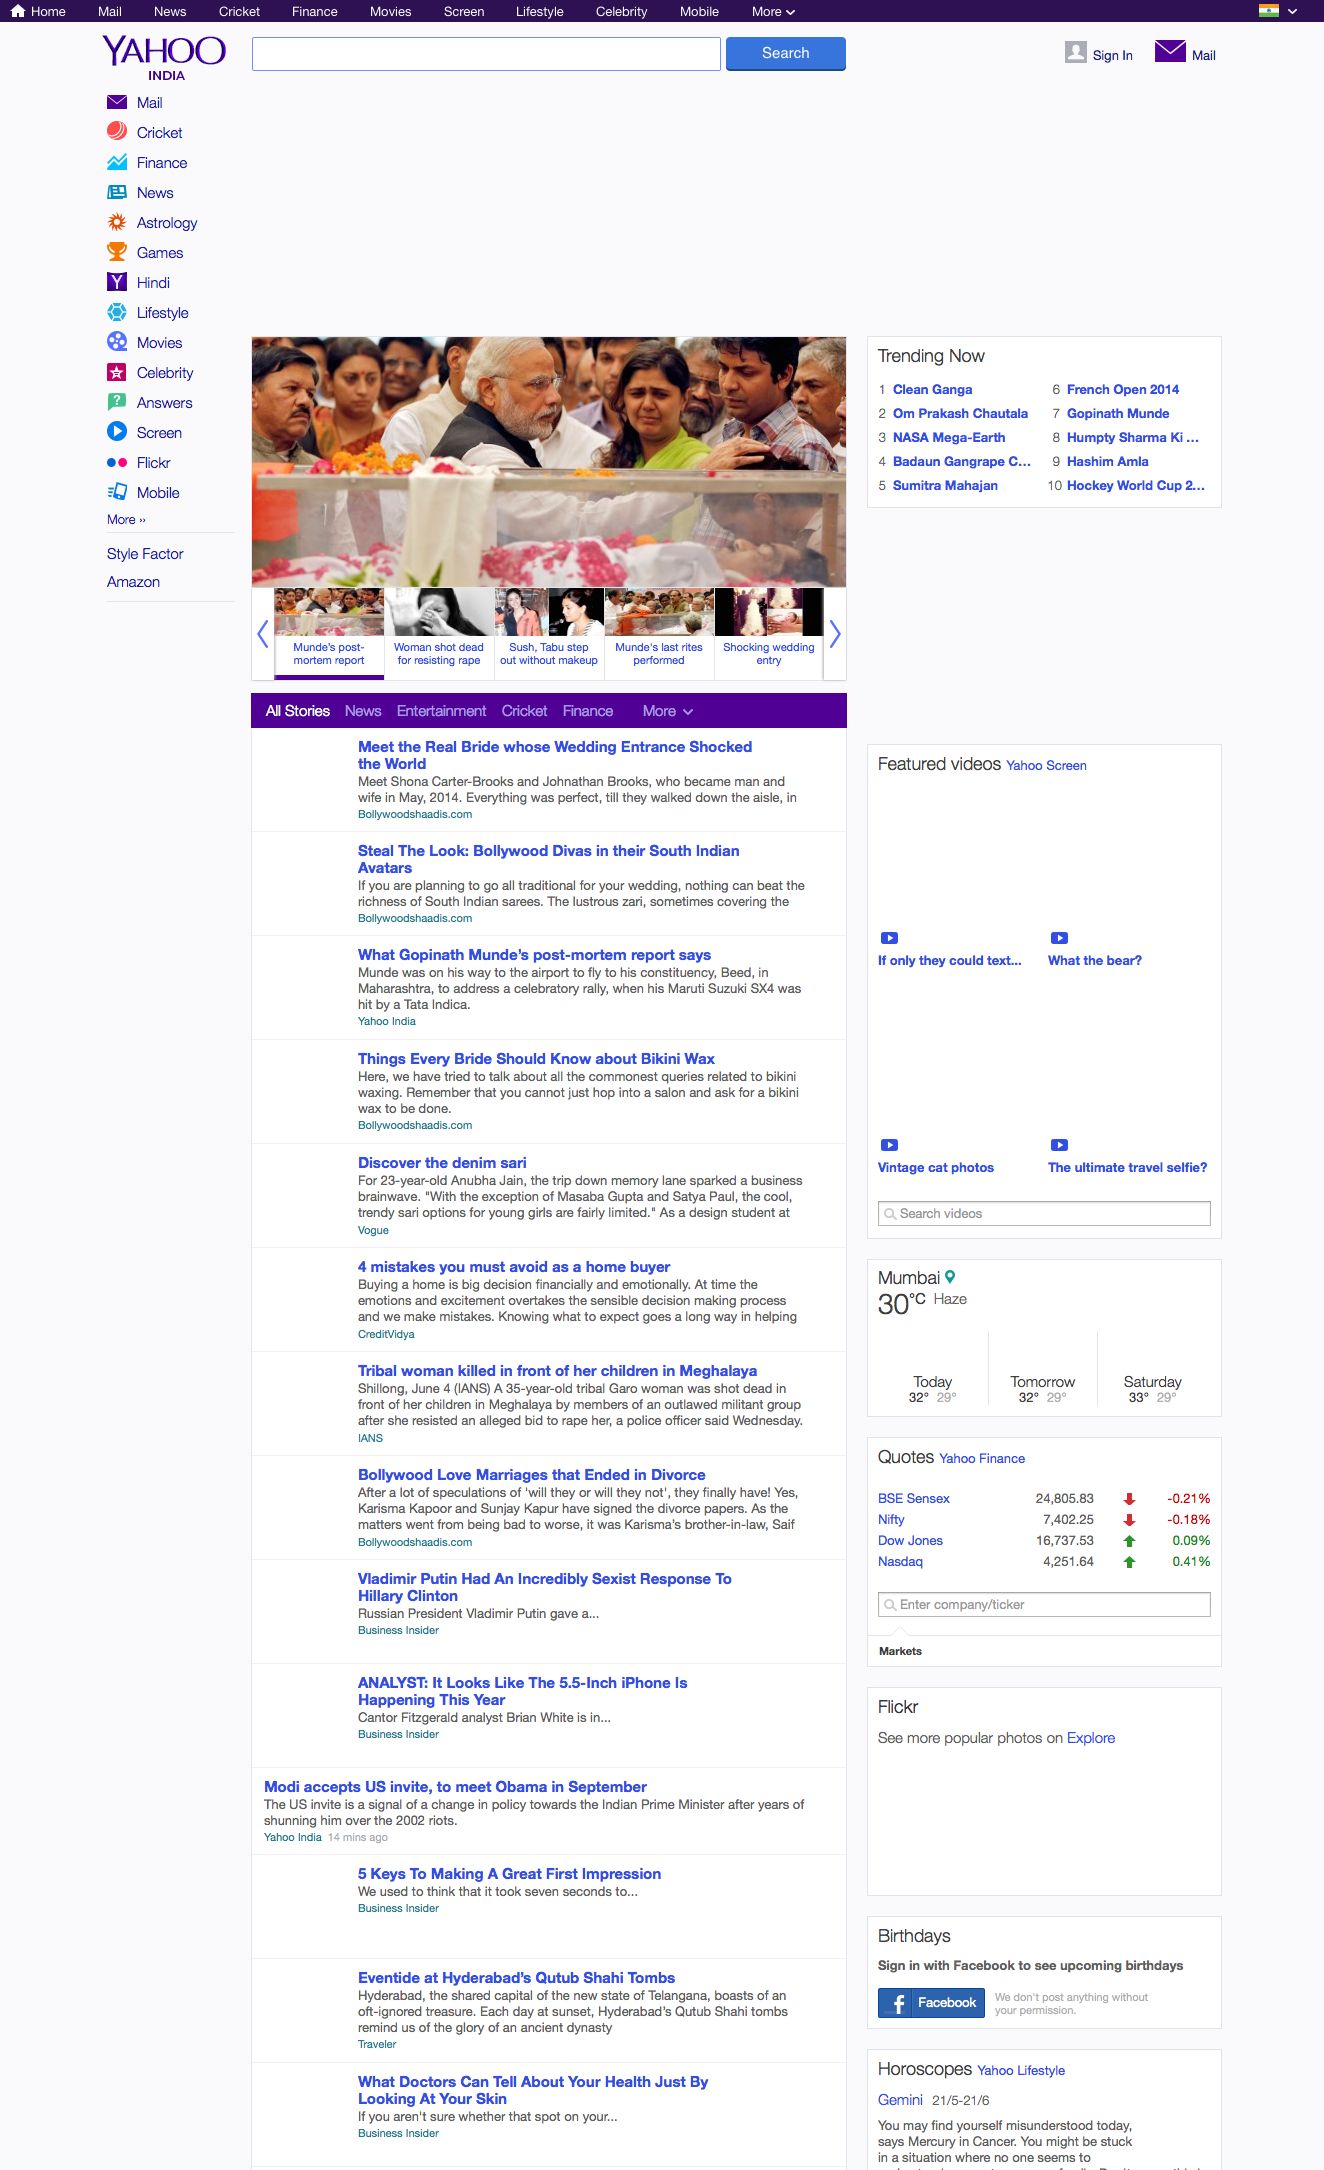 Home Mail News Cricket Finance Movies Screen Lifestyle Celebrity Mobile More
YAHOO
INDIA
Search
Sign In
Mail
Mail
Cricket
Finance
News
Astrology
Games
Hindi
Lifestyle
Movies
Celebrity
Answers
Screen
Flickr
Mobile
More ››
Style Factor
Amazon
Munde's post-
mortem report
Woman shot dead
for resisting rape
Sush, Tabu step
out without makeup
Munde's last rites
performed
Shocking wedding
entry
All Stories News Entertainment Cricket Finance More
Meet the Real Bride whose Wedding Entrance Shocked
the World
Meet Shona Carter-Brooks and Johnathan Brooks, who became man and
wife in May, 2014. Everything was perfect, till they walked down the aisle, in
Bollywoodshaadis.com
Steal The Look: Bollywood Divas in their South Indian
Avatars
If you are planning to go all traditional for your wedding, nothing can beat the
richness of South Indian sarees. The lustrous zari, sometimes covering the
Bollywoodshaadis.com
What Gopinath Munde's post-mortem report says
Munde was on his way to the airport to fly to his constituency, Beed, in
Maharashtra, to address a celebratory rally, when his Maruti Suzuki SX4 was
hit by a Tata Indica.
Yahoo India
Things Every Bride Should Know about Bikini Wax
Here, we have tried to talk about all the commonest queries related to bikini
waxing. Remember that you cannot just hop into a salon and ask for a bikini
wax to be done.
Bollywoodshaadis.com
Discover the denim sari
For 23-year-old Anubha Jain, the trip down memory lane sparked a business
brainwave. "With the exception of Masaba Gupta and Satya Paul, the cool,
trendy sari options for young girls are fairly limited." As a design student at
Vogue
4 mistakes you must avoid as a home buyer
Buying a home is big decision financially and emotionally. At time the
emotions and excitement overtakes the sensible decision making process
and we make mistakes. Knowing what to expect goes a long way in helping
CreditVidya
Tribal woman killed in front of her children in Meghalaya
Shillong, June 4 (IANS) A 35-year-old tribal Garo woman was shot dead in
front of her children in Meghalaya by members of an outlawed militant group
after she resisted an alleged bid to rape her, a police officer said Wednesday.
IANS
Bollywood Love Marriages that Ended in Divorce
After a lot of speculations of 'will they or will they not', they finally have! Yes,
Karisma Kapoor and Sunjay Kapur have signed the divorce papers. As the
matters went from being bad to worse, it was Karisma's brother-in-law, Saif
Bollywoodshaadis.com
Vladimir Putin Had An Incredibly Sexist Response To
Hillary Clinton
Russian President Vladimir Putin gave a...
Business Insider
ANALYST: It Looks Like The 5.5-Inch iPhone Is
Happening This Year
Cantor Fitzgerald analyst Brian White is in...
Business Insider
Modi accepts US invite, to meet Obama in September
The US invite is a signal of a change in policy towards the Indian Prime Minister after years of
shunning him over the 2002 riots.
Yahoo India 14 mins ago
5 Keys To Making A Great First Impression
We used to think that it took seven seconds to...
Business Insider
Eventide at Hyderabad's Qutub Shahi Tombs
Hyderabad, the shared capital of the new state of Telangana, boasts of an
oft-ignored treasure. Each day at sunset, Hyderabad's Qutub Shahi tombs
remind us of the glory of an ancient dynasty
Traveler
What Doctors Can Tell About Your Health Just By
Looking At Your Skin
If you aren't sure whether that spot on your...
Business Insider
Trending Now
1 Clean Ganga
2 Om Prakash Chautala
3 NASA Mega-Earth
4 Badaun Gangrape C...
5 Sumitra Mahajan
6 French Open 2014
7 Gopinath Munde
8 Humpty Sharma Ki ...
9 Hashim Amla
10 Hockey World Cup 2...
Featured videos Yahoo Screen
If only they could text...
What the bear?
Vintage cat photos
The ultimate travel selfie?
Search videos
Mumbai
30°C Haze
Today
32° 29°
Tomorrow
32° 29°
Saturday
33° 29°
Quotes Yahoo Finance
BSE Sensex 24,805.83 -0.21%
Nifty 7,402.25 -0.18%
Dow Jones 16,737.53 0.09%
Nasdaq 4,251.64 0.41%
Enter company/ticker
Markets
Flickr
See more popular photos on Explore
Birthdays
Sign in with Facebook to see upcoming birthdays
f Facebook
We don't post anything without
your permission.
Horoscopes Yahoo Lifestyle
Gemini 21/5-21/6
You may find yourself misunderstood today,
says Mercury in Cancer. You might be stuck
in a situation where no one seems to